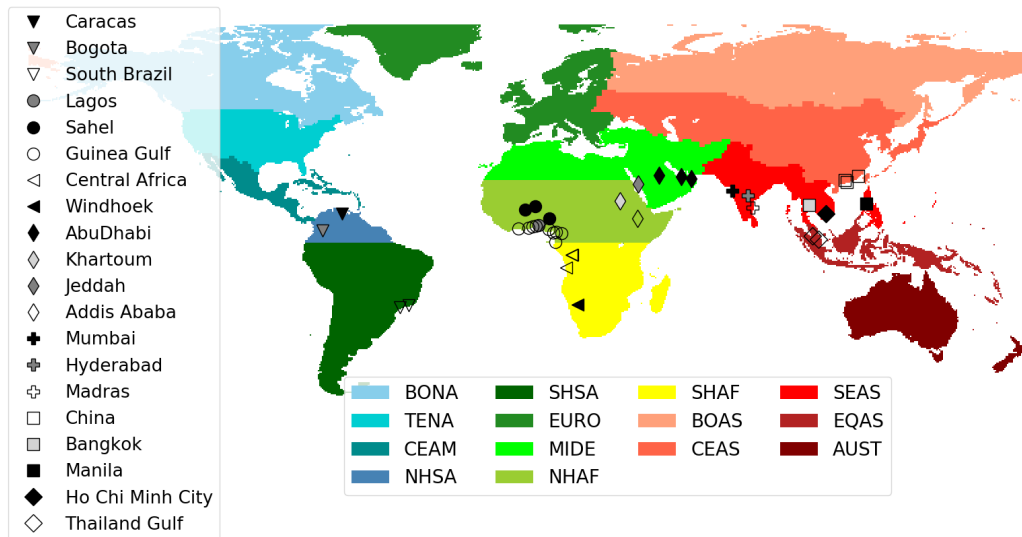 Caracas
Bogota
South Brazil
Lagos
Sahel
Guinea Gulf
Central Africa
Windhoek
AbuDhabi
Khartoum
Jeddah
Addis Ababa
Mumbai
Hyderabad
Madras
China
Bangkok
Manila
Ho Chi Minh City
Thailand Gulf
BONA SHSA SHAF SEAS
TENA EURO BOAS EQAS
CEAM MIDE CEAS AUST
NHSA NHAF